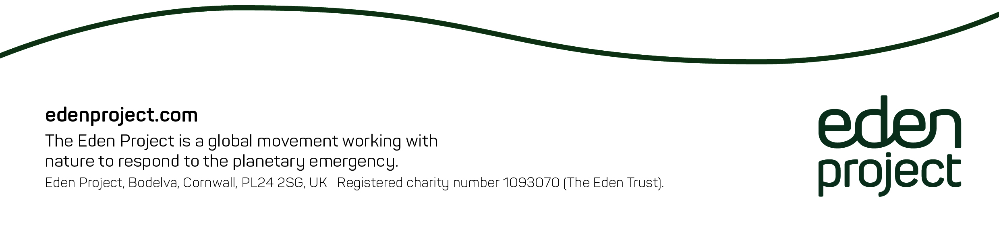 edenproject.com
The Eden Project is a global movement working with
nature to respond to the planetary emergency.
Eden Project, Bodelva, Cornwall, PL24 2SG, UK   Registered charity number 1093070 (The Eden Trust).
eden
project